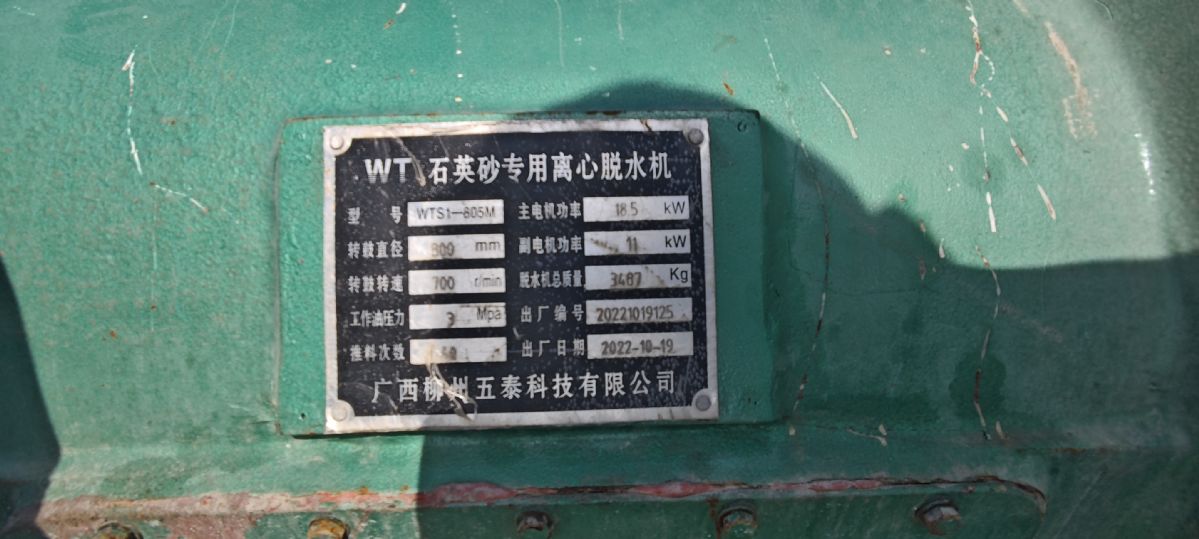 WT 石英砂专用离心脱水机
型 号 WTS1-805M 主电机功率 18.5 kW
转鼓直径 800 mm 副电机功率 11 kW
转鼓转速 700 r/min 脱水机总质量 3487 Kg
工作油压力 3 Mpa 出厂编号 20221019125
推料次数 出厂日期 2022-10-19
广西柳州五泰科技有限公司